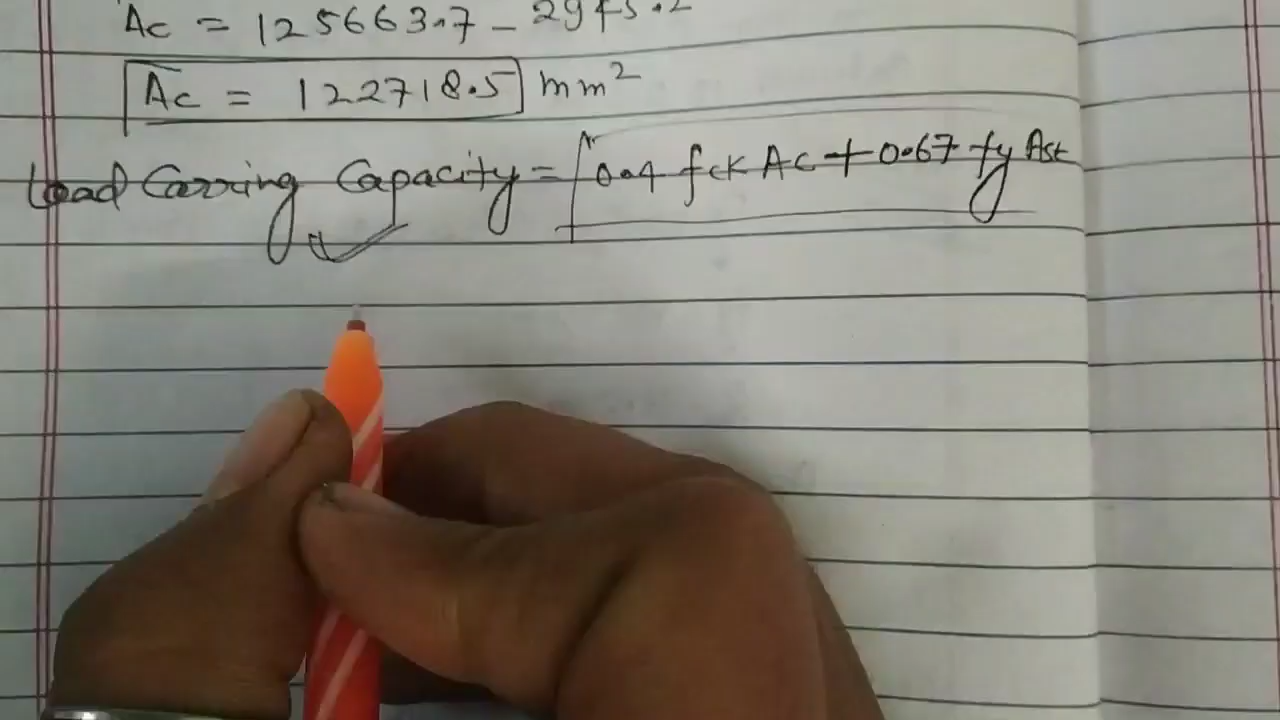 Ac = 125663.7 - 2945.2
Ac = 122718.5 mm²
Load Carring Capacity = 0.4 fck Ac + 0.67 fy Ast